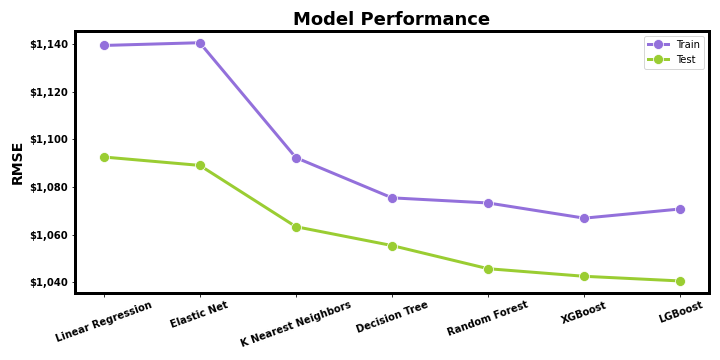 Model Performance
RMSE
$1,140
$1,120
$1,100
$1,080
$1,060
$1,040
Train
Test
Linear Regression
Elastic Net
K Nearest Neighbors
Decision Tree
Random Forest
XGBoost
LGBoost